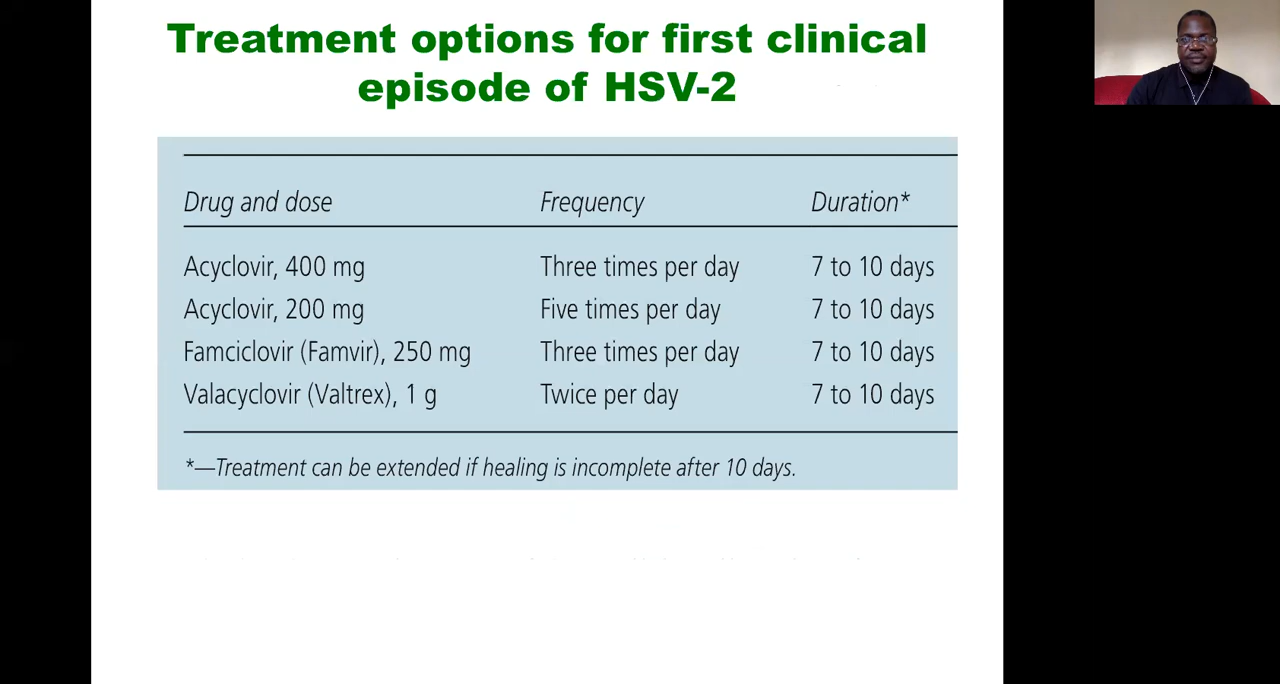 Treatment options for first clinical
episode of HSV-2
Drug and dose Frequency Duration*
Acyclovir, 400 mg Three times per day 7 to 10 days
Acyclovir, 200 mg Five times per day 7 to 10 days
Famciclovir (Famvir), 250 mg Three times per day 7 to 10 days
Valacyclovir (Valtrex), 1 g Twice per day 7 to 10 days
*—Treatment can be extended if healing is incomplete after 10 days.